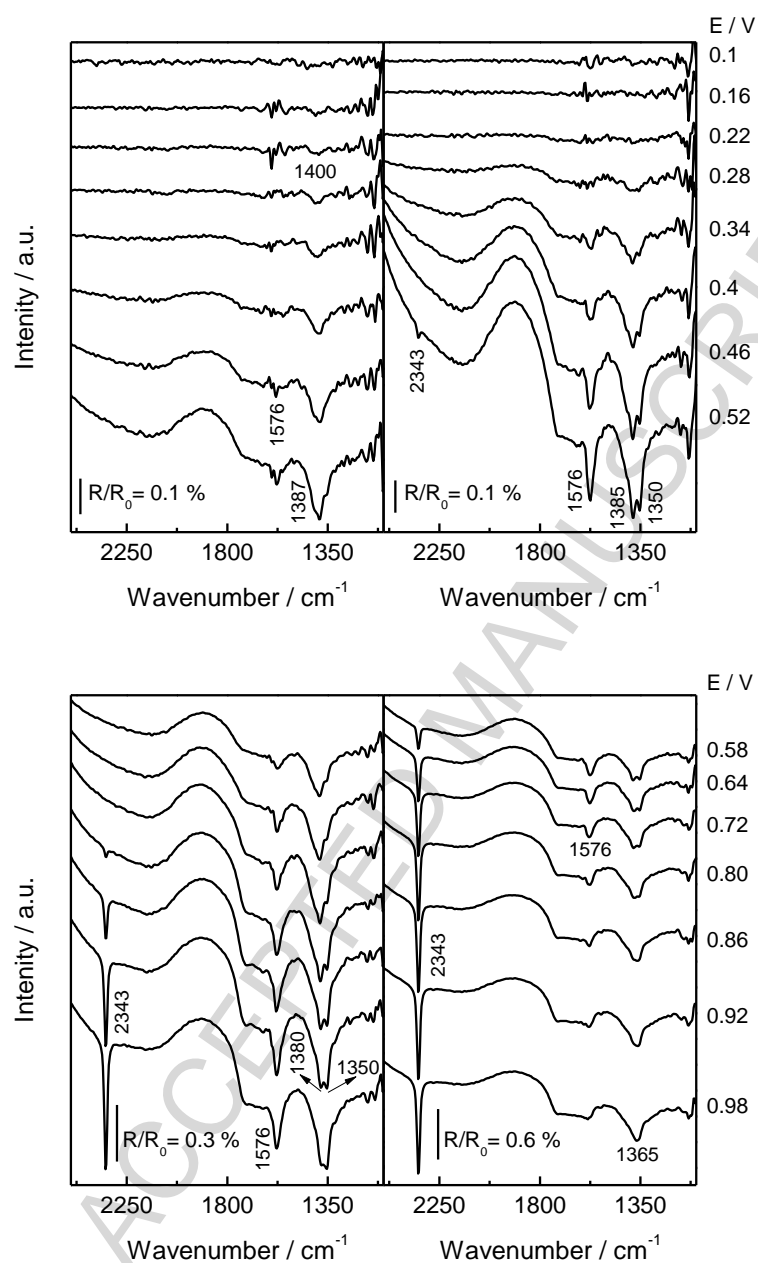 E / V
0.1
0.16
0.22
0.28
0.34
0.4
0.46
0.52
1400
1576
1387
2343
1576
1385
1350
R/R0= 0.1 %
R/R0= 0.1 %
2250 1800 1350
2250 1800 1350
Wavenumber / cm-1
Wavenumber / cm-1
Intenity / a.u.
E / V
0.58
0.64
0.72
0.80
0.86
0.92
0.98
2343
1380
1350
1576
1576
2343
1365
R/R0= 0.3 %
R/R0= 0.6 %
2250 1800 1350
2250 1800 1350
Wavenumber / cm-1
Wavenumber / cm-1
Intenity / a.u.
ACCEPTED MANUSCRI